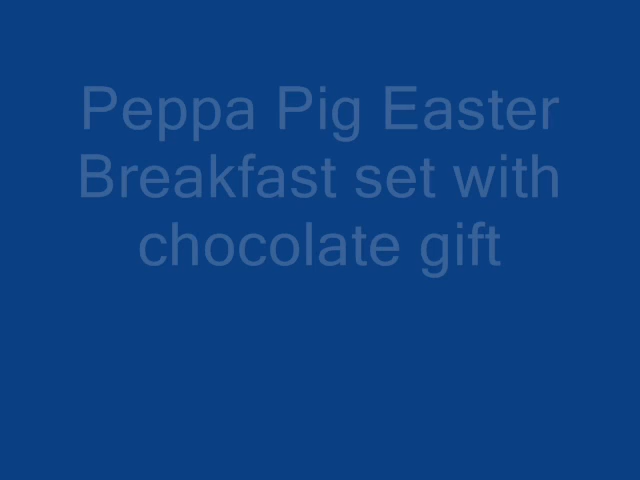 Peppa Pig Easter
Breakfast set with
chocolate gift